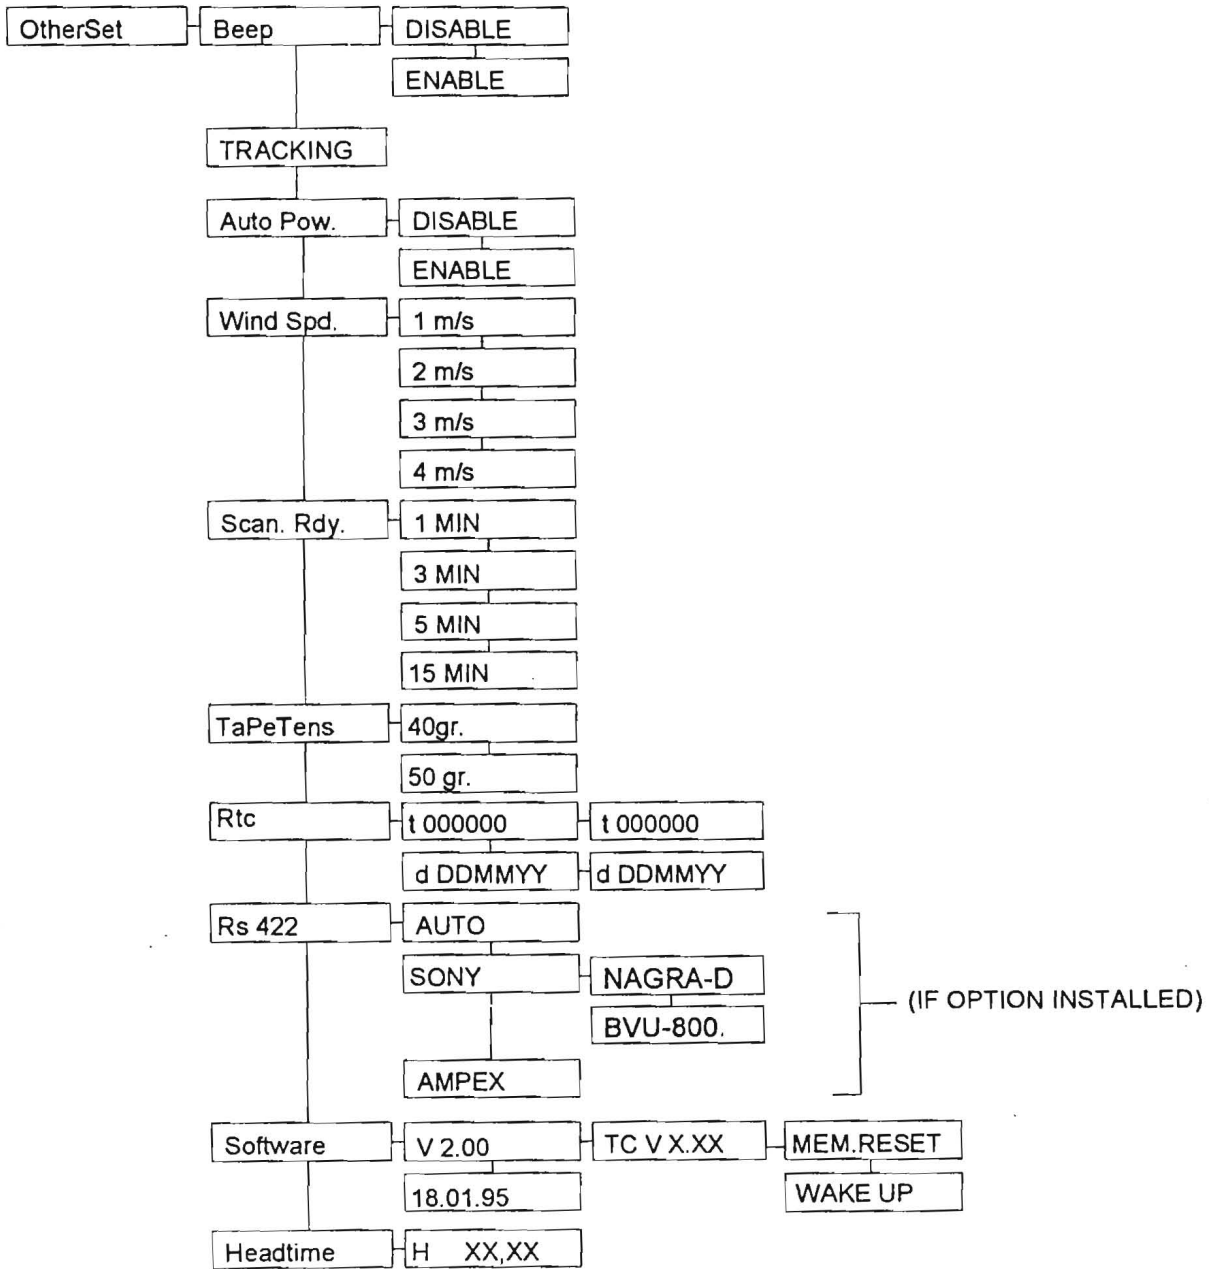 OtherSet Beep DISABLE
ENABLE
TRACKING
Auto Pow. DISABLE
ENABLE
Wind Spd. 1 m/s
2 m/s
3 m/s
4 m/s
Scan. Rdy. 1 MIN
3 MIN
5 MIN
15 MIN
TaPeTens 40gr.
50 gr.
Rtc t 000000 t 000000
d DDMMYY d DDMMYY
Rs 422 AUTO
SONY NAGRA-D
(IF OPTION INSTALLED)
BVU-800.
AMPEX
Software V 2.00 TC V X.XX MEM.RESET
18.01.95 WAKE UP
Headtime H XX,XX